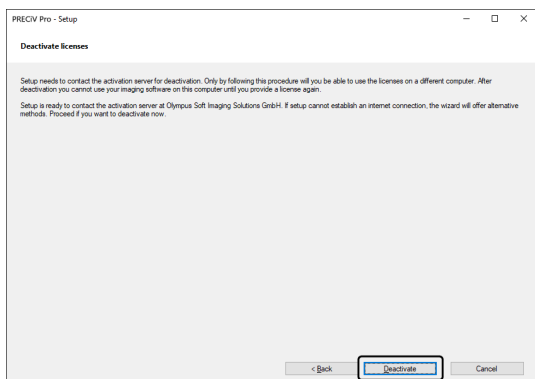 PRECiV Pro - Setup
Deactivate licenses
Setup needs to contact the activation server for deactivation. Only by following this procedure will you be able to use the licenses on a different computer. After
deactivation you cannot use your imaging software on this computer until you provide a license again.
Setup is ready to contact the activation server at Olympus Soft Imaging Solutions GmbH. If setup cannot establish an internet connection, the wizard will offer alternative
methods. Proceed if you want to deactivate now.
< Back Deactivate Cancel